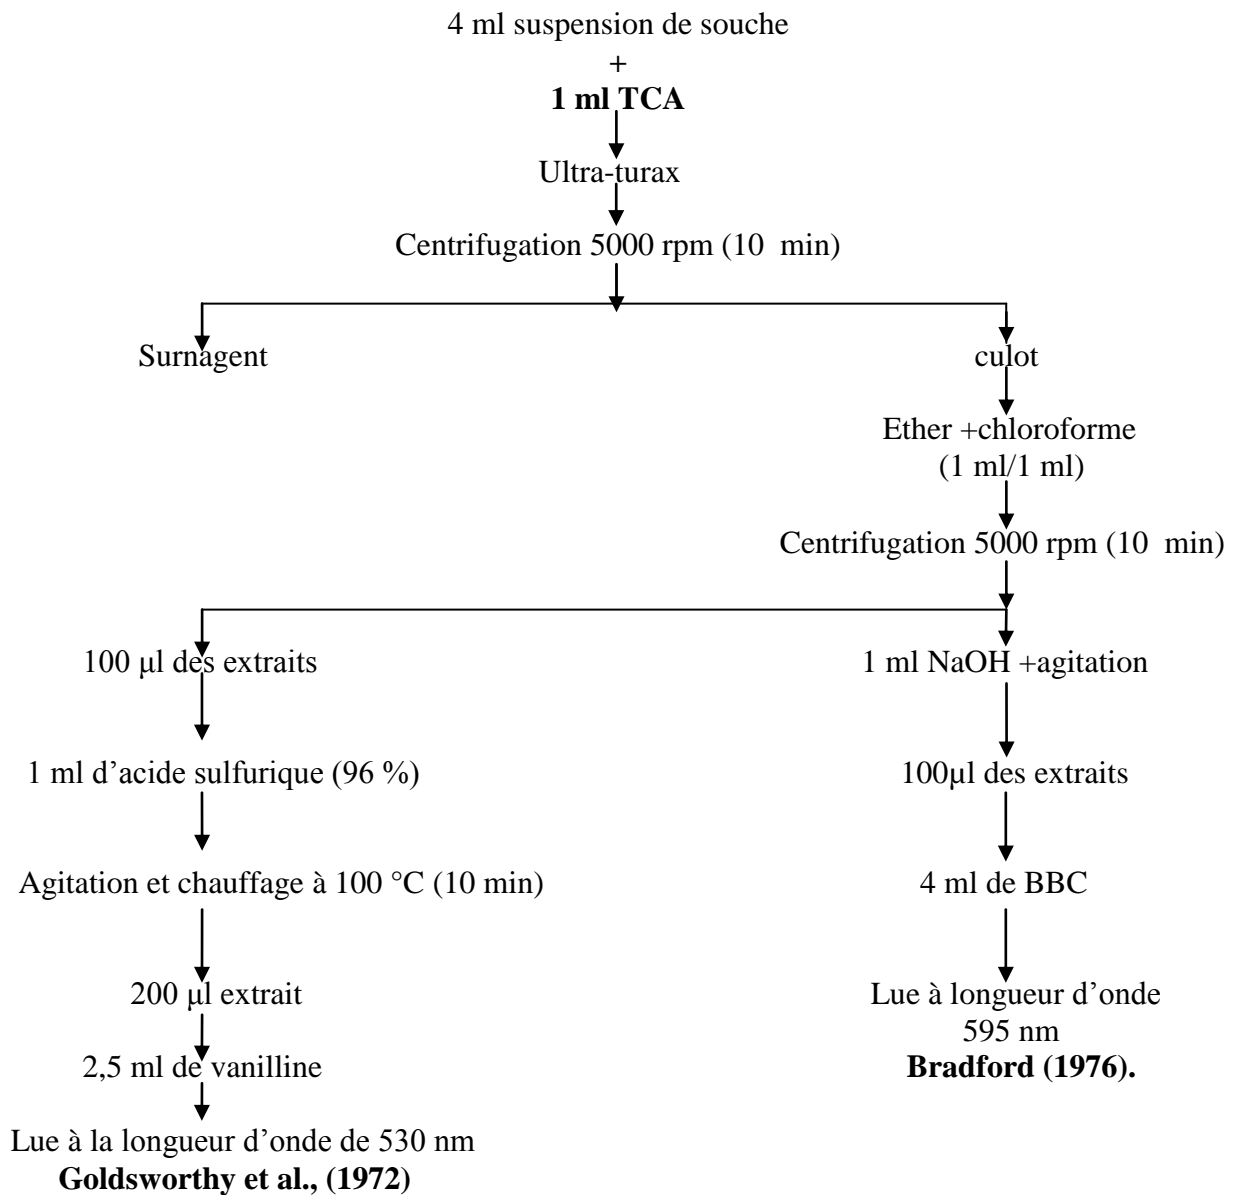 4 ml suspension de souche
+
1 ml TCA
Ultra-turax
Centrifugation 5000 rpm (10  min)
Surnagent
culot
Ether +chloroforme
(1 ml/1 ml)
Centrifugation 5000 rpm (10  min)
100 µl des extraits
1 ml d’acide sulfurique (96 %)
Agitation et chauffage à 100 °C (10 min)
200 µl extrait
2,5 ml de vanilline
Lue à la longueur d’onde de 530 nm
Goldsworthy et al., (1972)
1 ml NaOH +agitation
100µl des extraits
4 ml de BBC
Lue à longueur d’onde
595 nm
Bradford (1976).